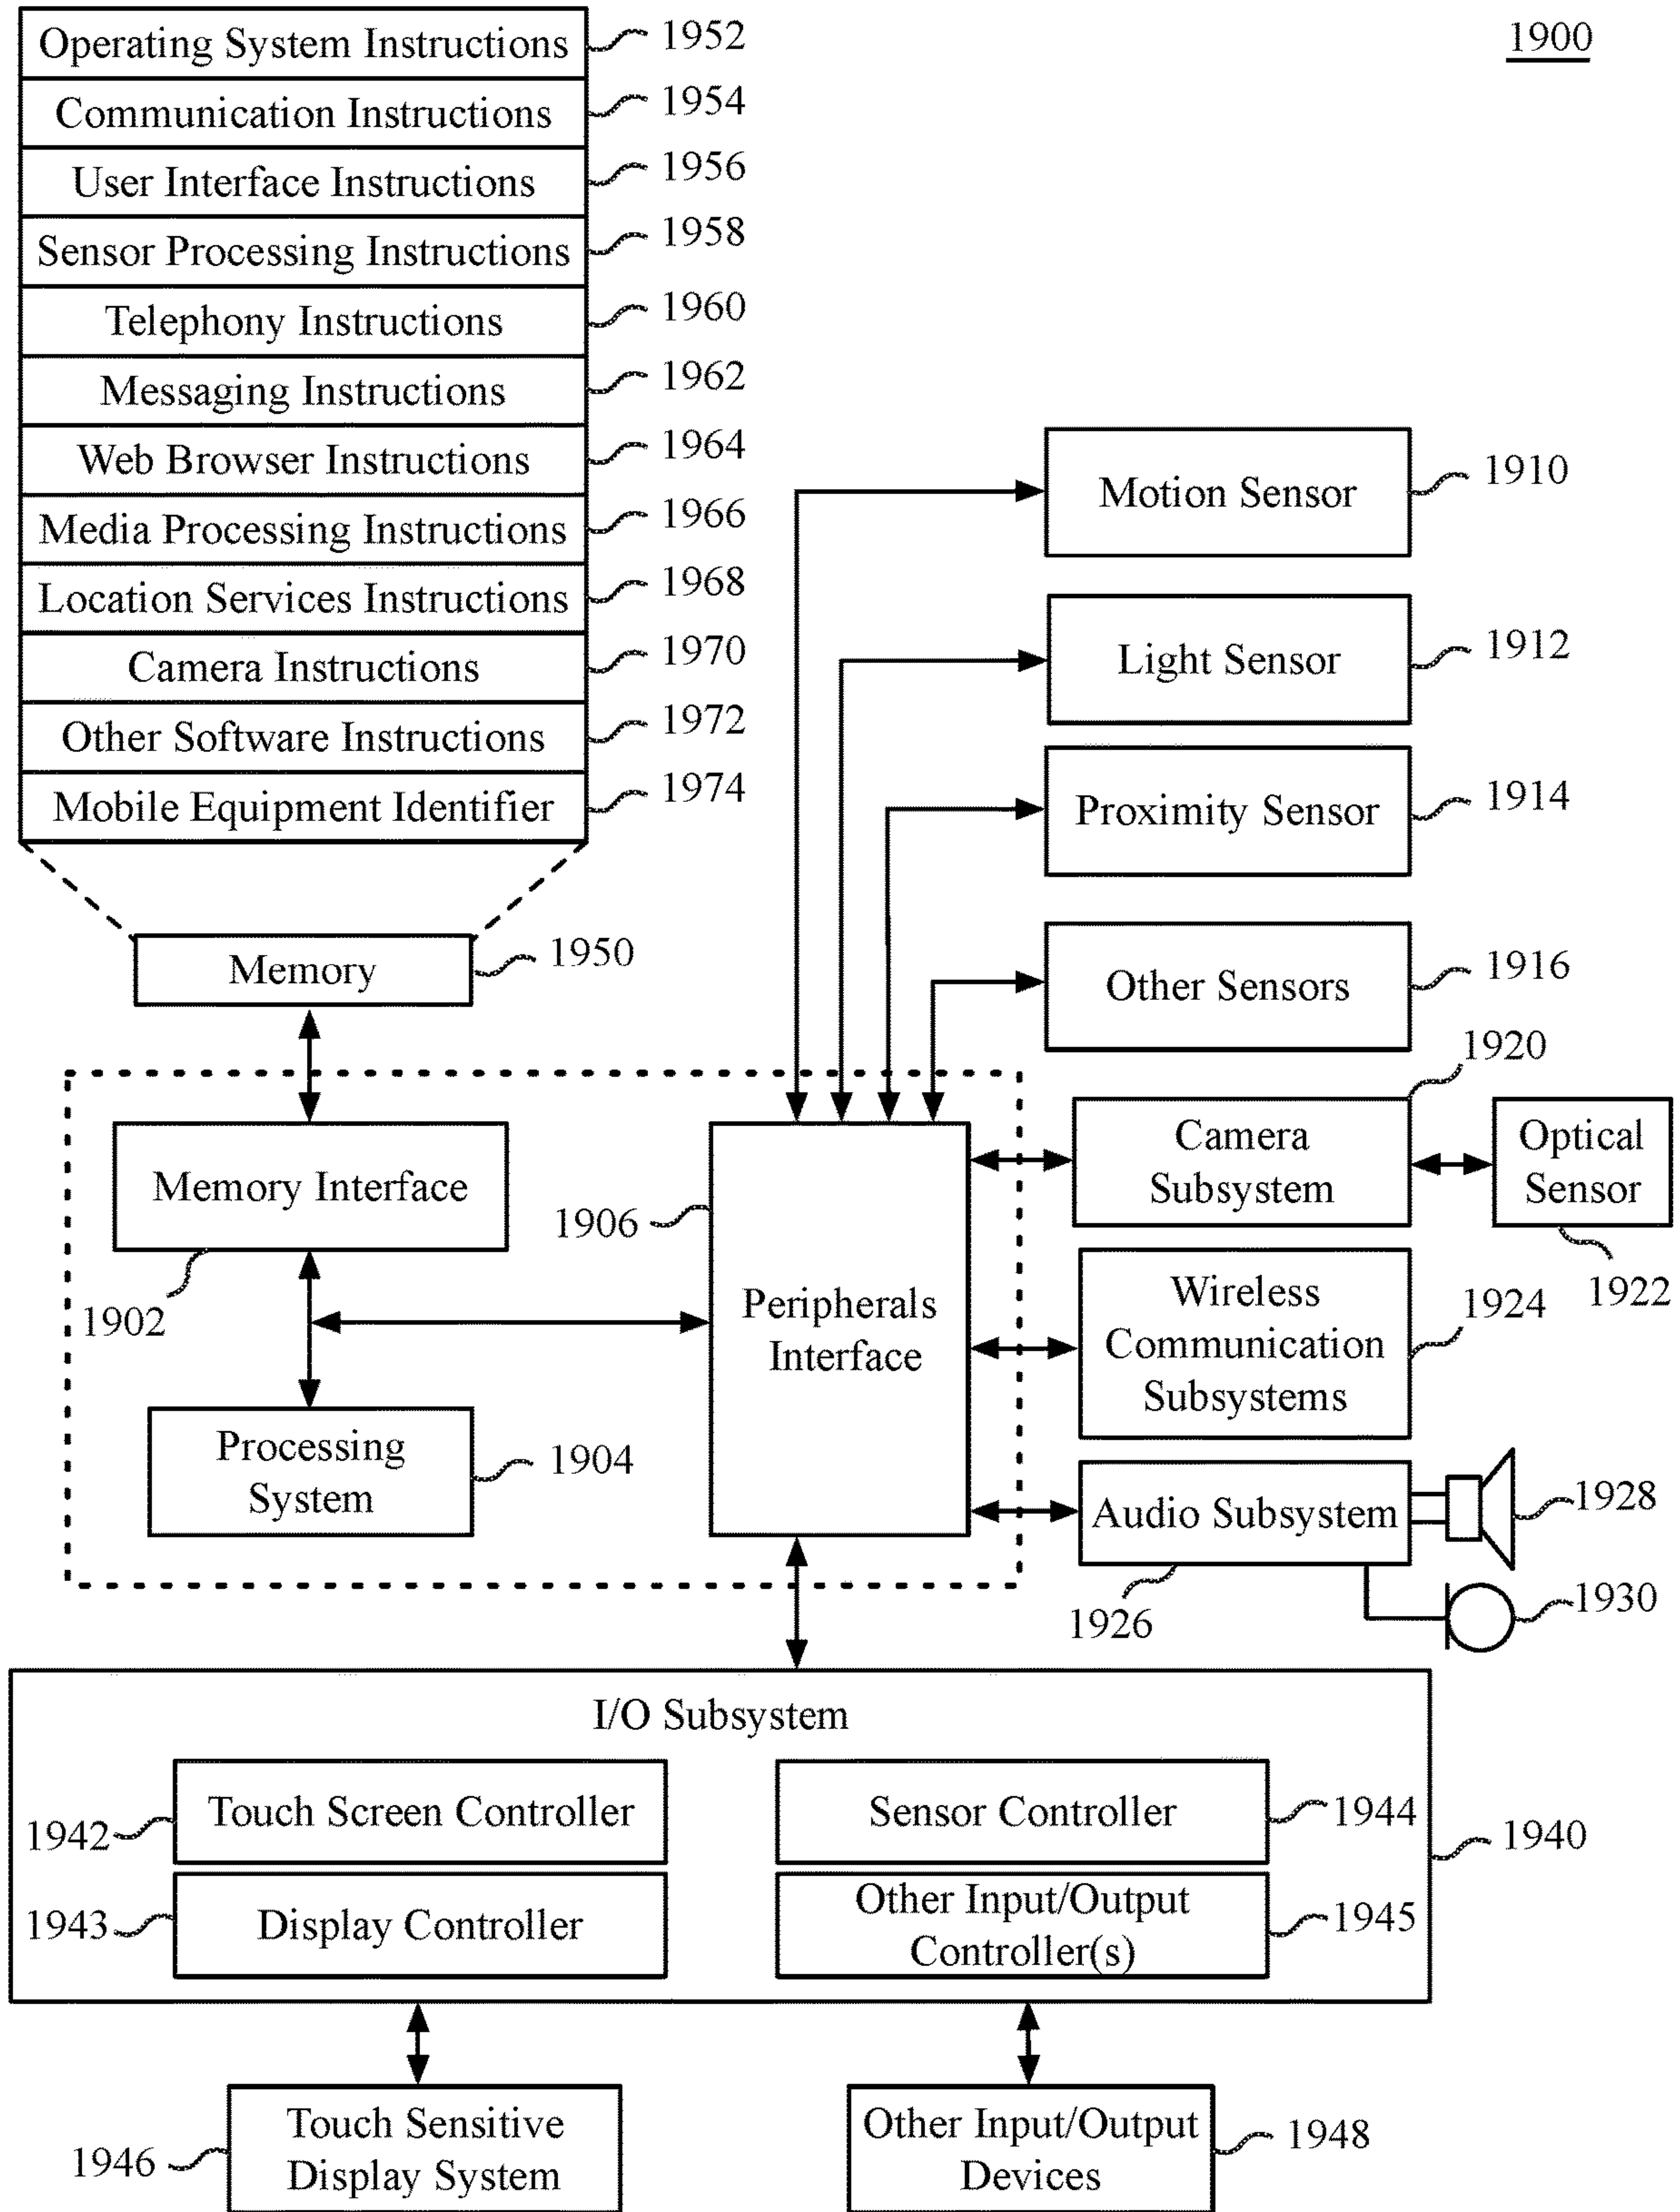 1900
Operating System Instructions 1952
Communication Instructions 1954
User Interface Instructions 1956
Sensor Processing Instructions 1958
Telephony Instructions 1960
Messaging Instructions 1962
Web Browser Instructions 1964
Media Processing Instructions 1966
Location Services Instructions 1968
Camera Instructions 1970
Other Software Instructions 1972
Mobile Equipment Identifier 1974
Memory 1950
Motion Sensor 1910
Light Sensor 1912
Proximity Sensor 1914
Other Sensors 1916
Memory Interface
1902
Processing
System
1904
1906
Peripherals
Interface
1920
Camera
Subsystem
Optical
Sensor
1922
Wireless
Communication
Subsystems
1924
Audio Subsystem
1926
1928
1930
I/O Subsystem
1940
1942 Touch Screen Controller
Sensor Controller 1944
1943 Display Controller
Other Input/Output
Controller(s)
1945
Touch Sensitive
Display System
1946
Other Input/Output
Devices
1948